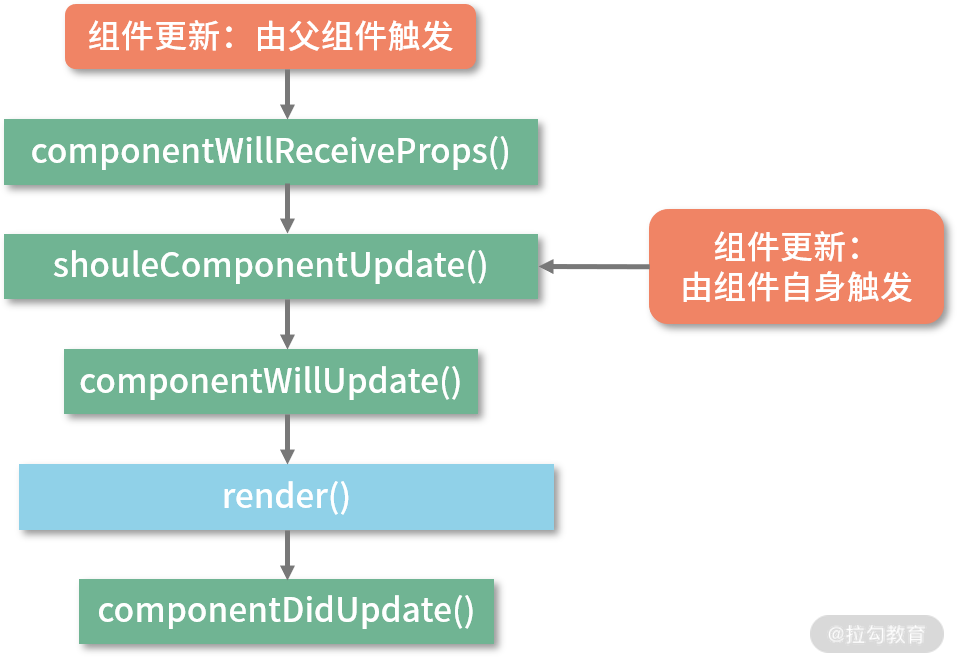 组件更新：由父组件触发
componentWillReceiveProps()
shouleComponentUpdate()
组件更新：
由组件自身触发
componentWillUpdate()
render()
componentDidUpdate()
@拉勾教育